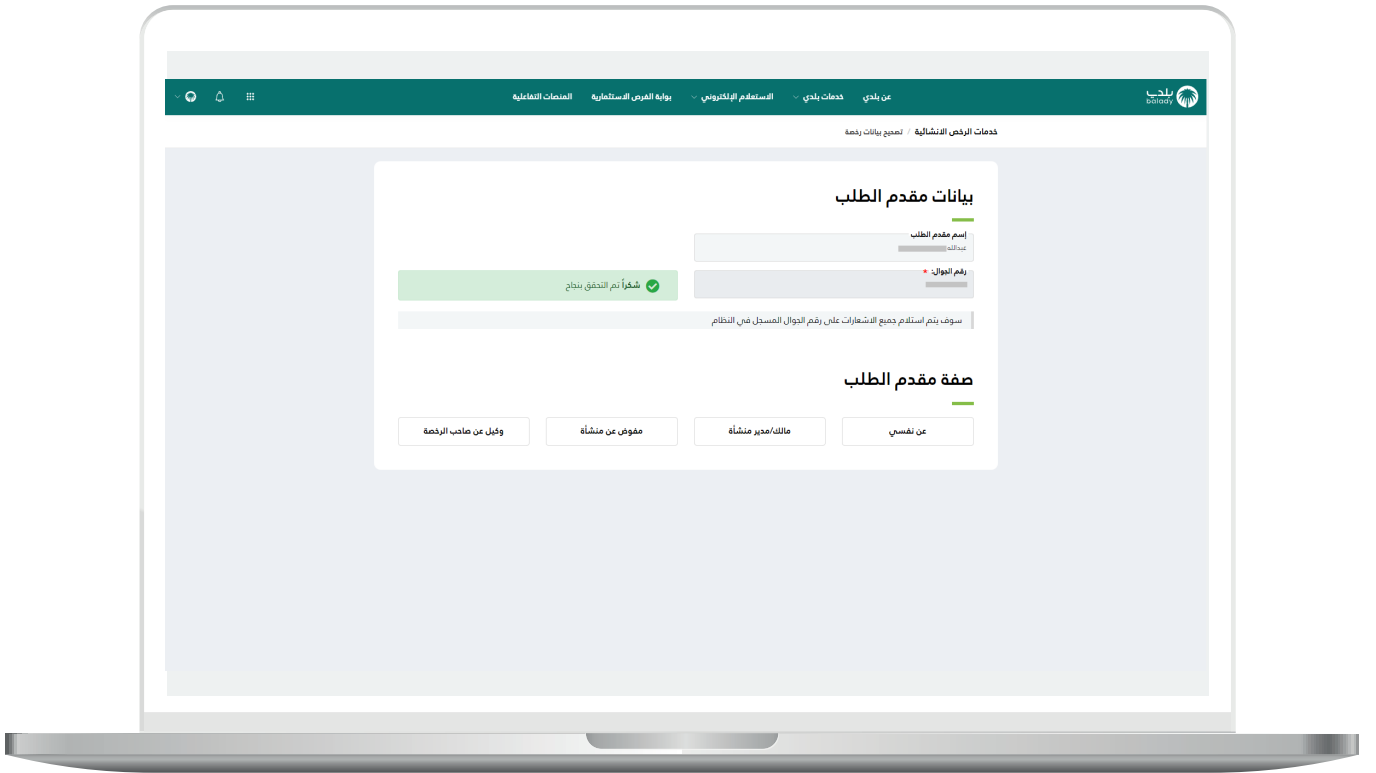 بلدي
balady
عن بلدي
خدمات بلدي
الاستعلام الإلكتروني
بوابة الفرص الاستثمارية
المنصات التفاعلية
خدمات الرخص الانشائية / تصحيح بيانات رخصة
بيانات مقدم الطلب
إسم مقدم الطلب
عبدالله
رقم الجوال: *
شكراً تم التحقق بنجاح
سوف يتم استلام جميع الاشعارات على رقم الجوال المسجل في النظام
صفة مقدم الطلب
عن نفسي
مالك/مدير منشأة
مفوض عن منشأة
وكيل عن صاحب الرخصة